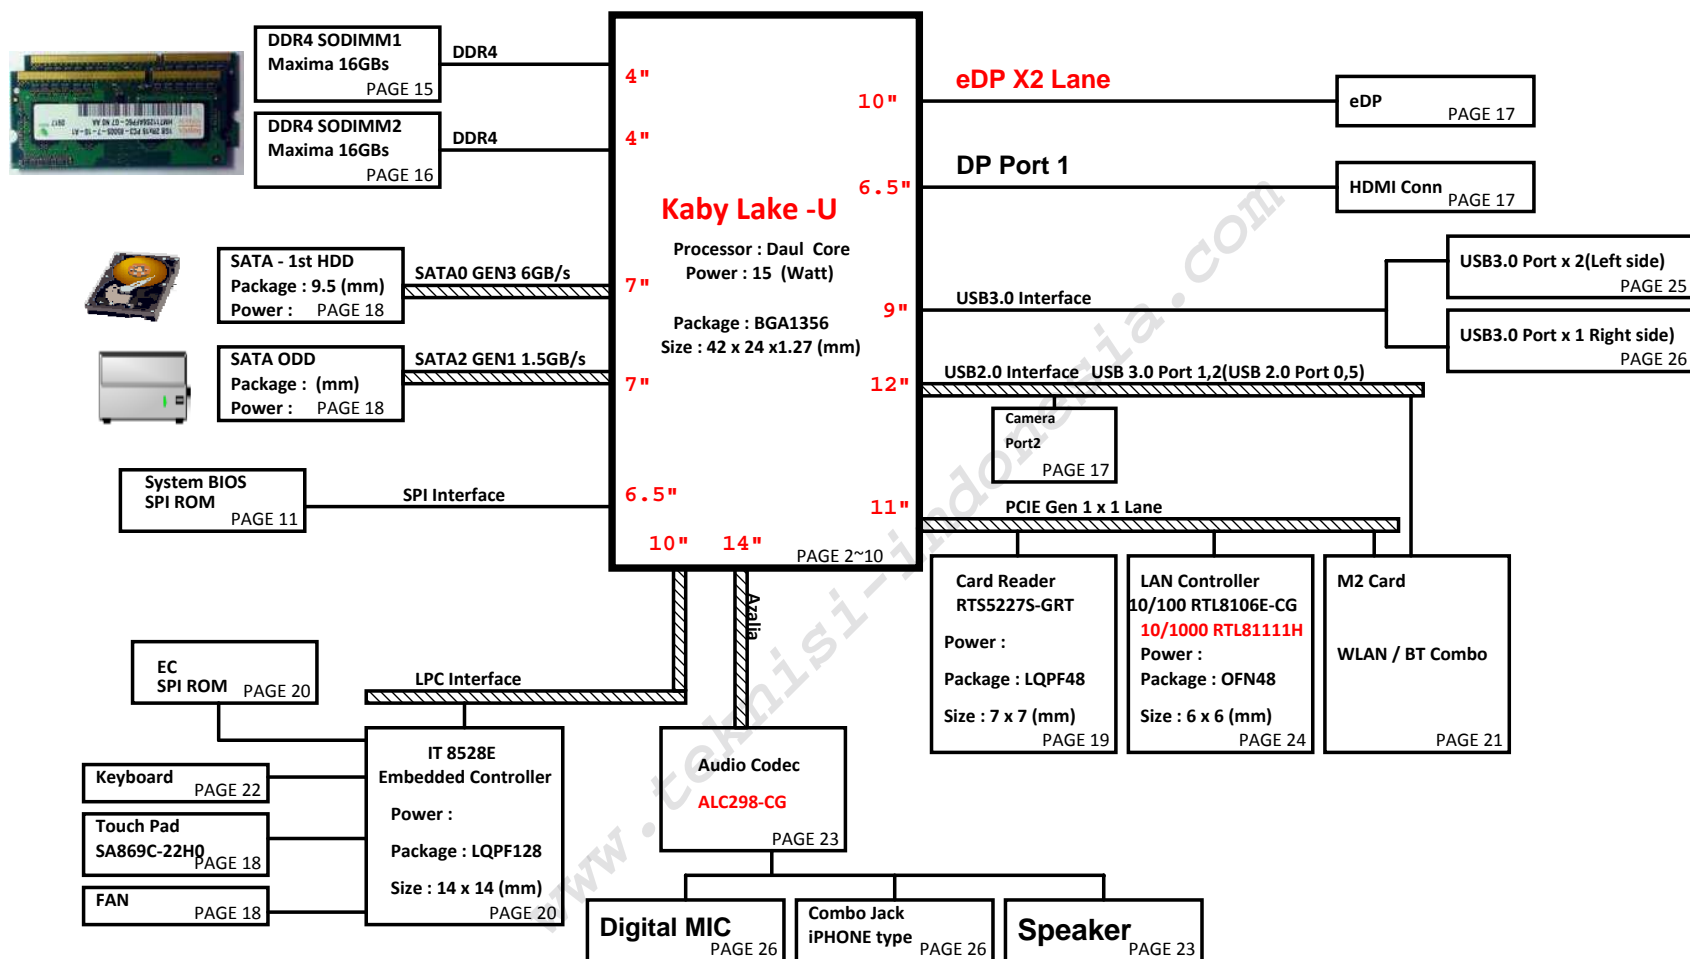 DDR4 SODIMM1
Maxima 16GBs
PAGE 15
DDR4
DDR4 SODIMM2
Maxima 16GBs
PAGE 16
DDR4
SATA - 1st HDD
Package : 9.5 (mm)
Power :
PAGE 18
SATA0 GEN3 6GB/s
SATA ODD
Package : (mm)
Power :
PAGE 18
SATA2 GEN1 1.5GB/s
System BIOS
SPI ROM
PAGE 11
SPI Interface
4"
4"
7"
7"
6.5"
10"
14"
10"
6.5"
9"
12"
11"
Kaby Lake -U
Processor : Daul Core
Power : 15 (Watt)
Package : BGA1356
Size : 42 x 24 x1.27 (mm)
PAGE 2~10
eDP X2 Lane
eDP
PAGE 17
DP Port 1
HDMI Conn
PAGE 17
USB3.0 Interface
USB3.0 Port x 2(Left side)
PAGE 25
USB3.0 Port x 1 Right side)
PAGE 26
USB2.0 Interface USB 3.0 Port 1,2(USB 2.0 Port 0,5)
Camera
Port2
PAGE 17
PCIE Gen 1 x 1 Lane
Card Reader
RTS5227S-GRT
Power :
Package : LQPF48
Size : 7 x 7 (mm)
PAGE 19
LAN Controller
10/100 RTL8106E-CG
10/1000 RTL81111H
Power :
Package : OFN48
Size : 6 x 6 (mm)
PAGE 24
M2 Card
WLAN / BT Combo
PAGE 21
EC
SPI ROM
PAGE 20
LPC Interface
Azalia
IT 8528E
Embedded Controller
Power :
Package : LQPF128
Size : 14 x 14 (mm)
PAGE 20
Keyboard
PAGE 22
Touch Pad
SA869C-22H0
PAGE 18
FAN
PAGE 18
Audio Codec
ALC298-CG
PAGE 23
Digital MIC
PAGE 26
Combo Jack
iPHONE type
PAGE 26
Speaker
PAGE 23
www.teknisi-indonesia.com